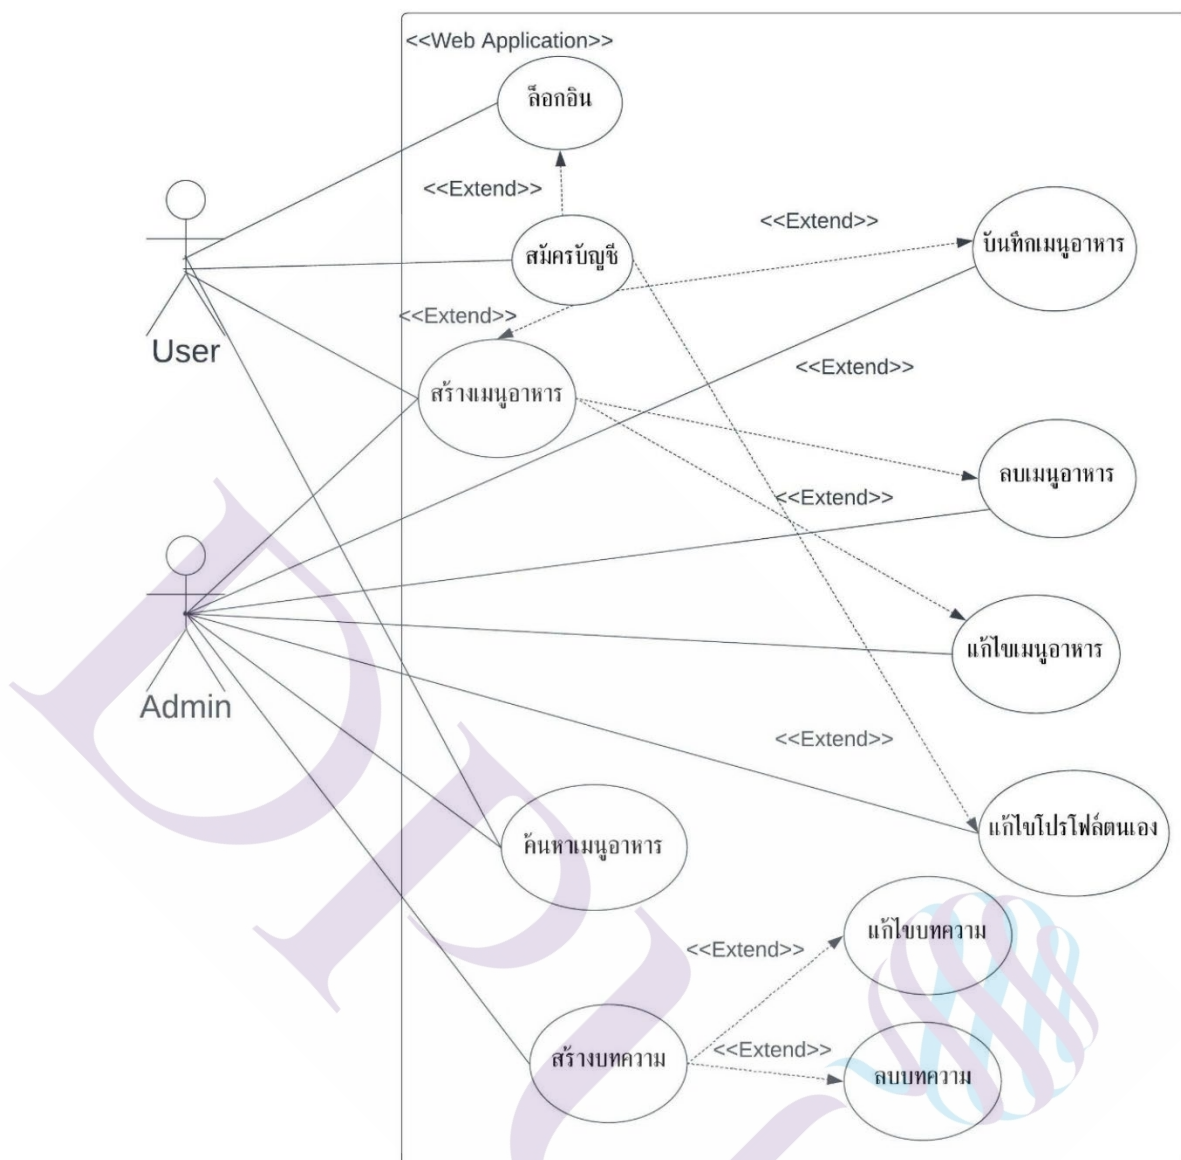 <<Web Application>>
ล็อกอิน
<<Extend>>
<<Extend>>
สมัครบัญชี
บันทึกเมนูอาหาร
<<Extend>>
User
<<Extend>>
สร้างเมนูอาหาร
ลบเมนูอาหาร
<<Extend>>
แก้ไขเมนูอาหาร
Admin
<<Extend>>
แก้ไขโปรโฟล์ตนเอง
ค้นหาเมนูอาหาร
แก้ไขบทความ
<<Extend>>
<<Extend>>
สร้างบทความ
ลบบทความ